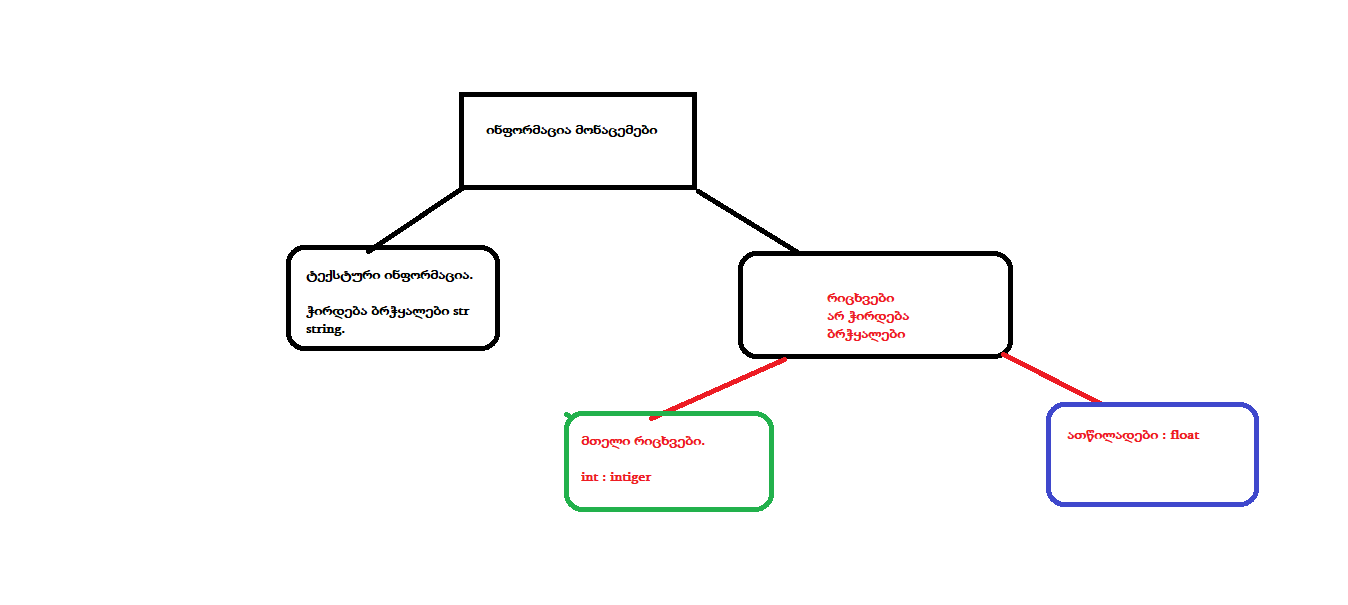 ინფორმაცია მონაცემები
ტექსტური ინფორმაცია.
ჭირდება ბრჭყალები str
string.
რიცხვები
არ ჭირდება
ბრჭყალები
მთელი რიცხვები.
int : intiger
ათწილადები : float